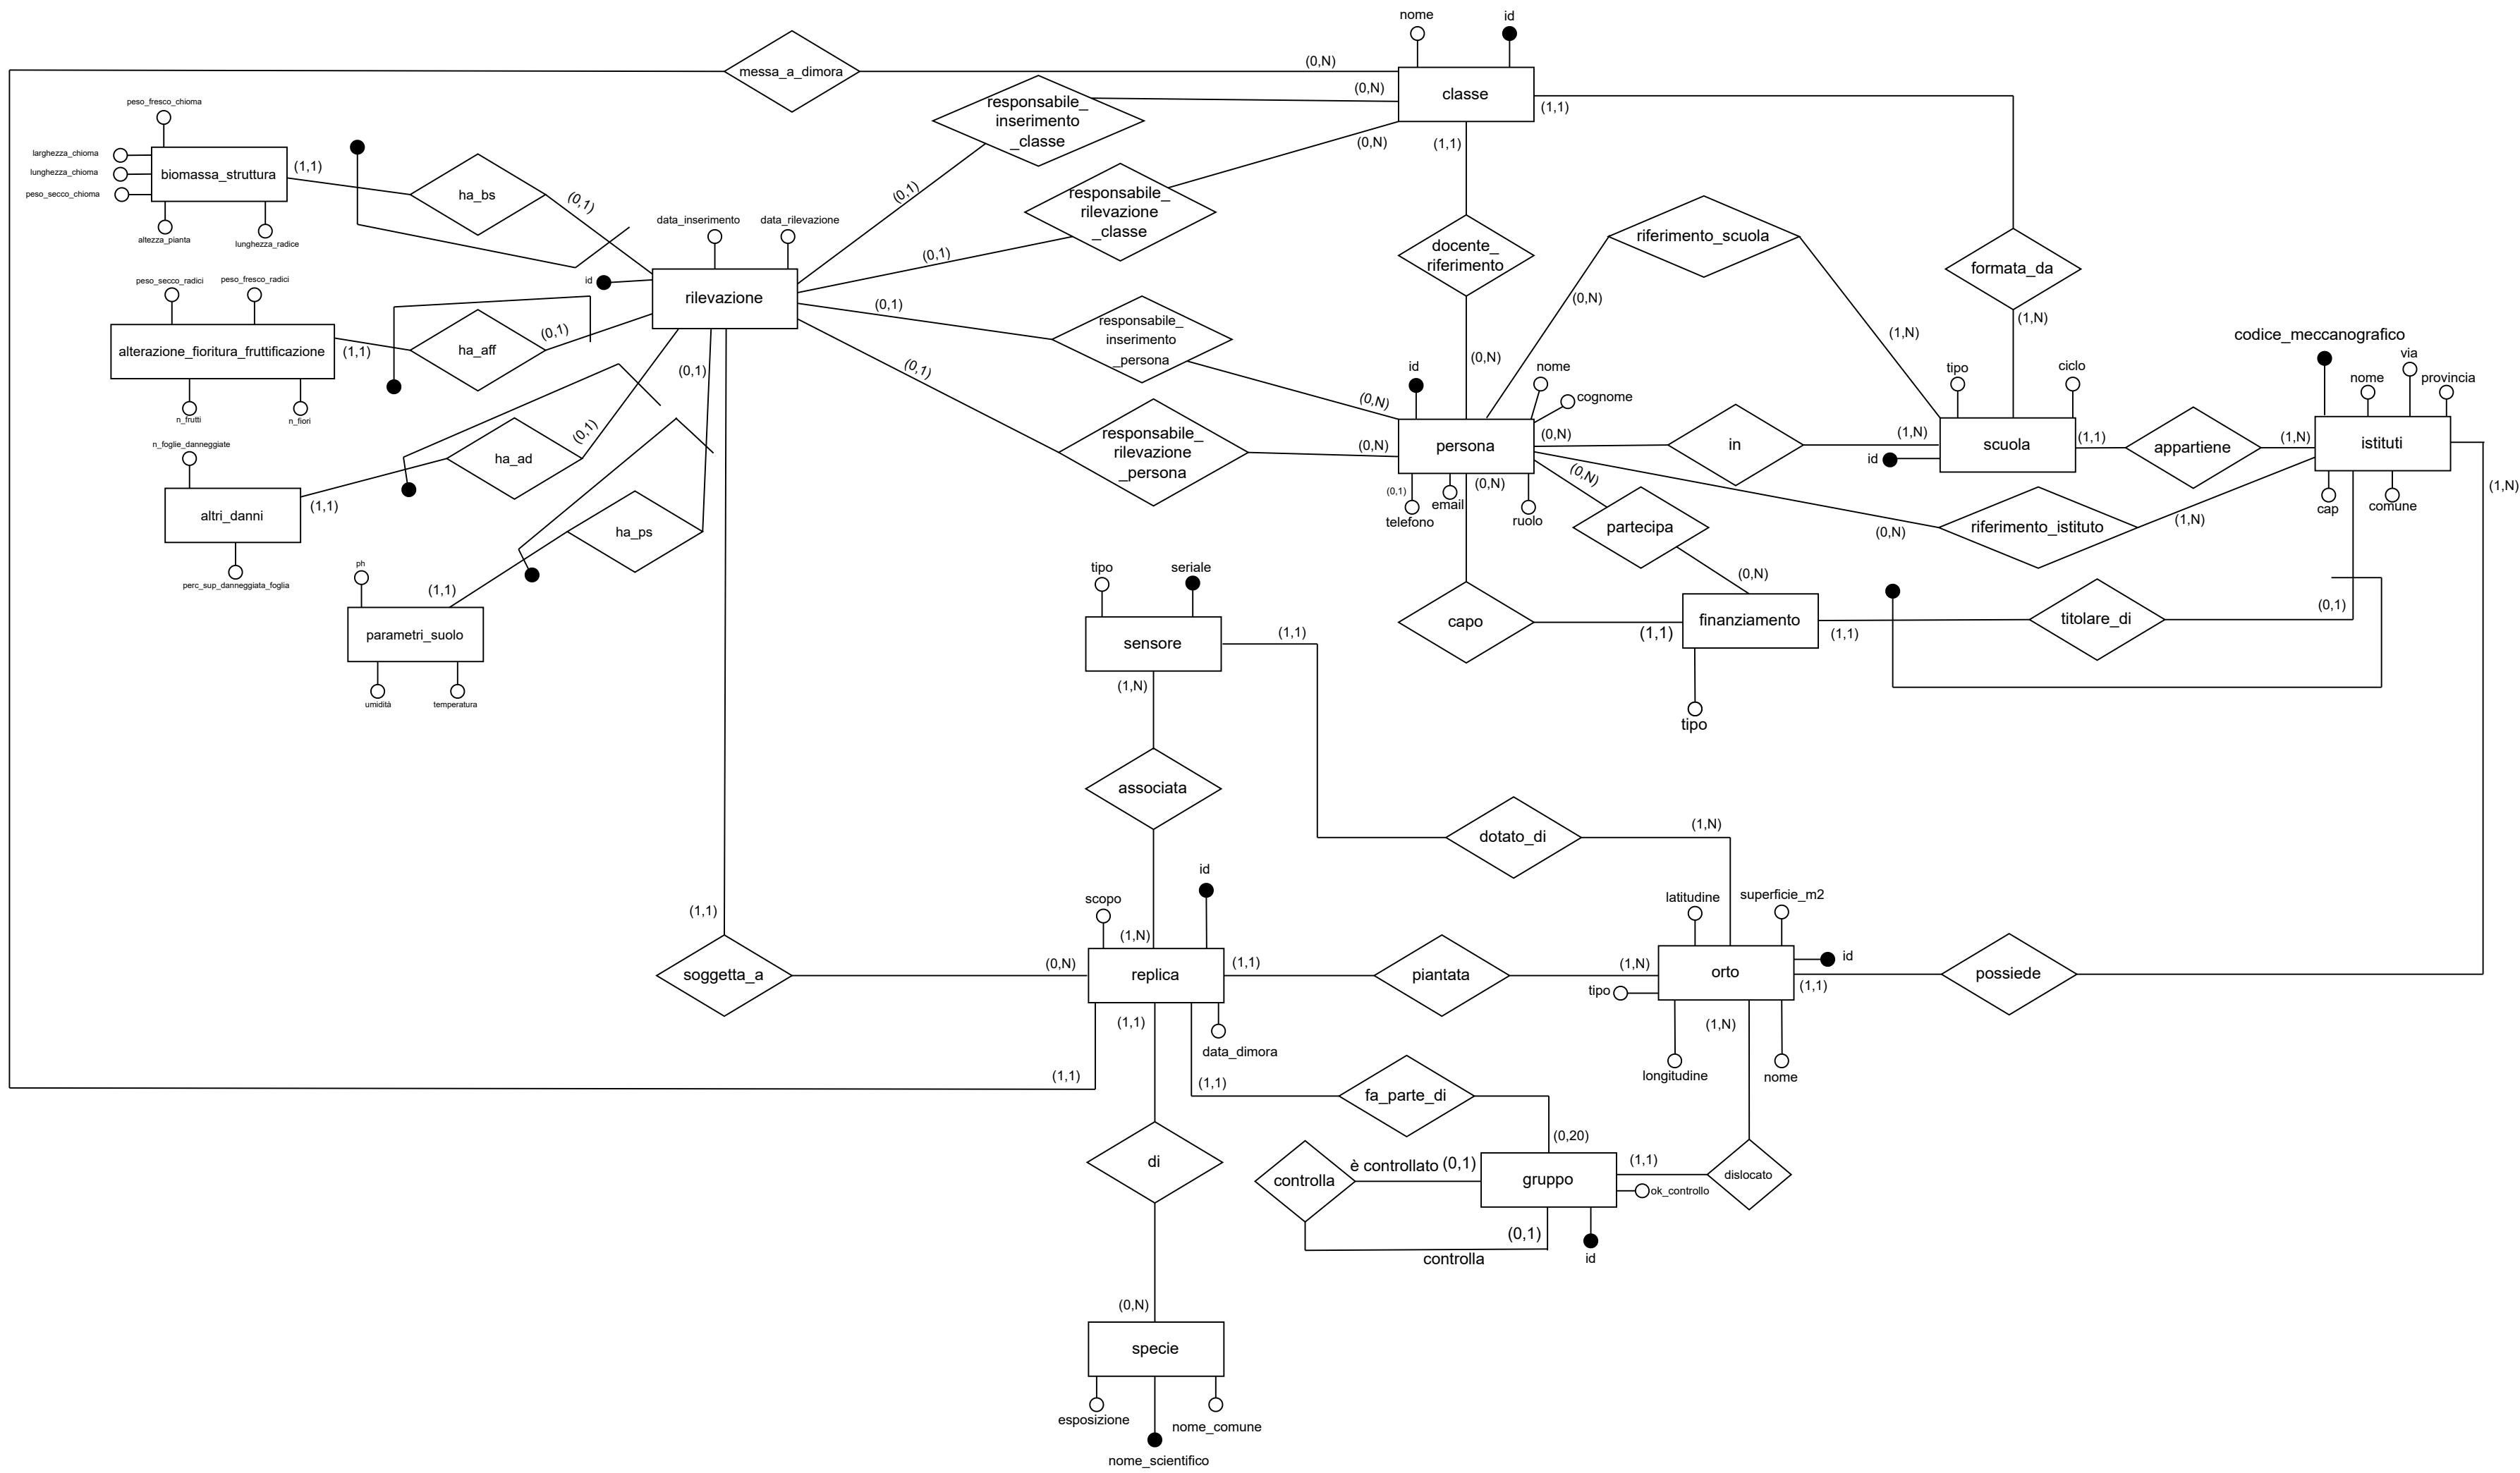 nome
id
messa_a_dimora
(0,N)
classe
(1,1)
(0,N)
responsabile_
inserimento
_classe
(0,N)
(1,1)
responsabile_
rilevazione
_classe
(0,1)
(0,1)
peso_fresco_chioma
larghezza_chioma
lunghezza_chioma
peso_secco_chioma
biomassa_struttura
(1,1)
altezza_pianta
lunghezza_radice
ha_bs
(0,1)
data_inserimento
data_rilevazione
id
rilevazione
docente_
riferimento
riferimento_scuola
formata_da
(1,N)
(0,N)
(1,N)
(0,N)
peso_secco_radici
peso_fresco_radici
alterazione_fioritura_fruttificazione
(1,1)
n_frutti
n_fiori
ha_aff
(0,1)
(0,1)
responsabile_
inserimento
_persona
(0,N)
(0,1)
responsabile_
rilevazione
_persona
(0,N)
id
nome
cognome
persona
(0,N)
(0,1)
telefono
email
(0,N)
ruolo
in
(1,N)
tipo
ciclo
scuola
id
(1,1)
appartiene
(1,N)
codice_meccanografico
nome
via
provincia
istituti
cap
comune
(1,N)
(0,N)
partecipa
(0,N)
(0,N)
riferimento_istituto
(1,N)
n_foglie_danneggiate
altri_danni
(1,1)
perc_sup_danneggiata_foglia
ha_ad
(0,1)
(0,1)
ha_ps
ph
(1,1)
parametri_suolo
umidità
temperatura
tipo
seriale
sensore
(1,1)
(1,N)
capo
(1,1)
finanziamento
(1,1)
tipo
titolare_di
(0,1)
associata
dotato_di
(1,N)
scopo
id
(1,N)
replica
(1,1)
(0,N)
soggetta_a
(1,1)
piantata
(1,N)
latitudine
superficie_m2
orto
id
tipo
(1,1)
possiede
(1,N)
longitudine
nome
(1,1)
data_dimora
(1,1)
(1,1)
fa_parte_di
(0,20)
di
controlla
è controllato
(0,1)
gruppo
(1,1)
dislocato
ok_controllo
(0,1)
controlla
id
(0,N)
specie
esposizione
nome_comune
nome_scientifico